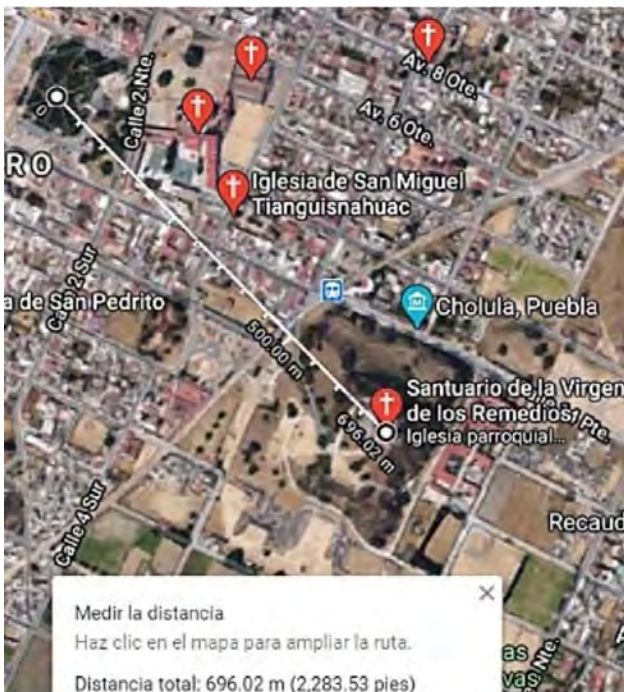 Av. 8 Ote.
Calle 2 Nte.
Av. 6 Ote.
0
RO
Iglesia de San Miguel
Tianguisnahuac
Calle 2 Sur
a de San Pedrito
Cholula, Puebla
500.00 m
Santuario de la Virgen
de los Remedios
Iglesia parroquial...
Pte.
696.02 m
Calle 4 Sur
Recaud
Medir la distancia
Haz clic en el mapa para ampliar la ruta.
Distancia total: 696.02 m (2,283.53 pies)
as
vas
Nte.